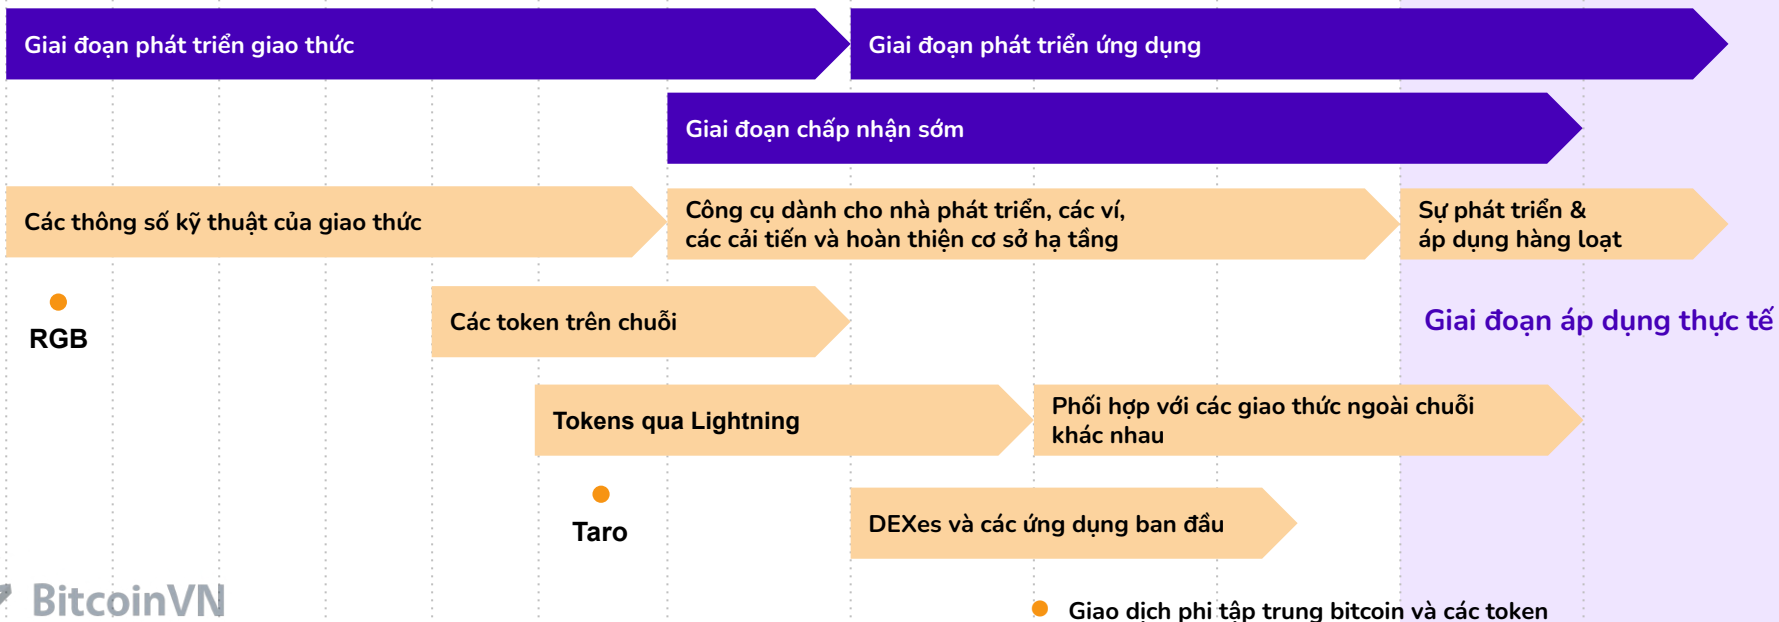 Giai đoạn phát triển giao thức
Giai đoạn phát triển ứng dụng
Giai đoạn chấp nhận sớm
Các thông số kỹ thuật của giao thức
Công cụ dành cho nhà phát triển, các ví,
các cải tiến và hoàn thiện cơ sở hạ tầng
Sự phát triển &
áp dụng hàng loạt
RGB
Các token trên chuỗi
Giai đoạn áp dụng thực tế
Tokens qua Lightning
Phối hợp với các giao thức ngoài chuỗi
khác nhau
Taro
DEXes và các ứng dụng ban đầu
BitcoinVN
Giao dịch phi tập trung bitcoin và các token